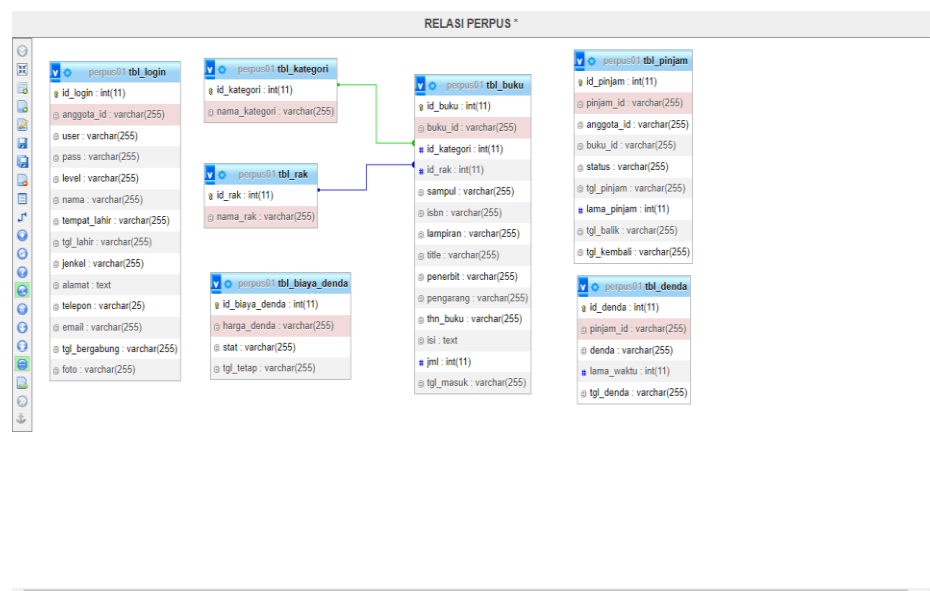 RELASI PERPUS *
perpus01 tbl_login
id_login : int(11)
anggota_id : varchar(255)
user : varchar(255)
pass : varchar(255)
level : varchar(255)
nama : varchar(255)
tempat_lahir : varchar(255)
tgl_lahir : varchar(255)
jenkel : varchar(255)
alamat : text
telepon : varchar(25)
email : varchar(255)
tgl_bergabung : varchar(255)
foto : varchar(255)
perpus01 tbl_kategori
id_kategori : int(11)
nama_kategori : varchar(255)
perpus01 tbl_rak
id_rak : int(11)
nama_rak : varchar(255)
perpus01 tbl_biaya_denda
id_biaya_denda : int(11)
harga_denda : varchar(255)
stat : varchar(255)
tgl_tetap : varchar(255)
perpus01 tbl_buku
id_buku : int(11)
buku_id : varchar(255)
# id_kategori : int(11)
# id_rak : int(11)
sampul : varchar(255)
isbn : varchar(255)
lampiran : varchar(255)
title : varchar(255)
penerbit : varchar(255)
pengarang : varchar(255)
thn_buku : varchar(255)
isi : text
# jml : int(11)
tgl_masuk : varchar(255)
perpus01 tbl_pinjam
id_pinjam : int(11)
pinjam_id : varchar(255)
anggota_id : varchar(255)
buku_id : varchar(255)
status : varchar(255)
tgl_pinjam : varchar(255)
# lama_pinjam : int(11)
tgl_balik : varchar(255)
tgl_kembali : varchar(255)
perpus01 tbl_denda
id_denda : int(11)
pinjam_id : varchar(255)
denda : varchar(255)
# lama_waktu : int(11)
tgl_denda : varchar(255)